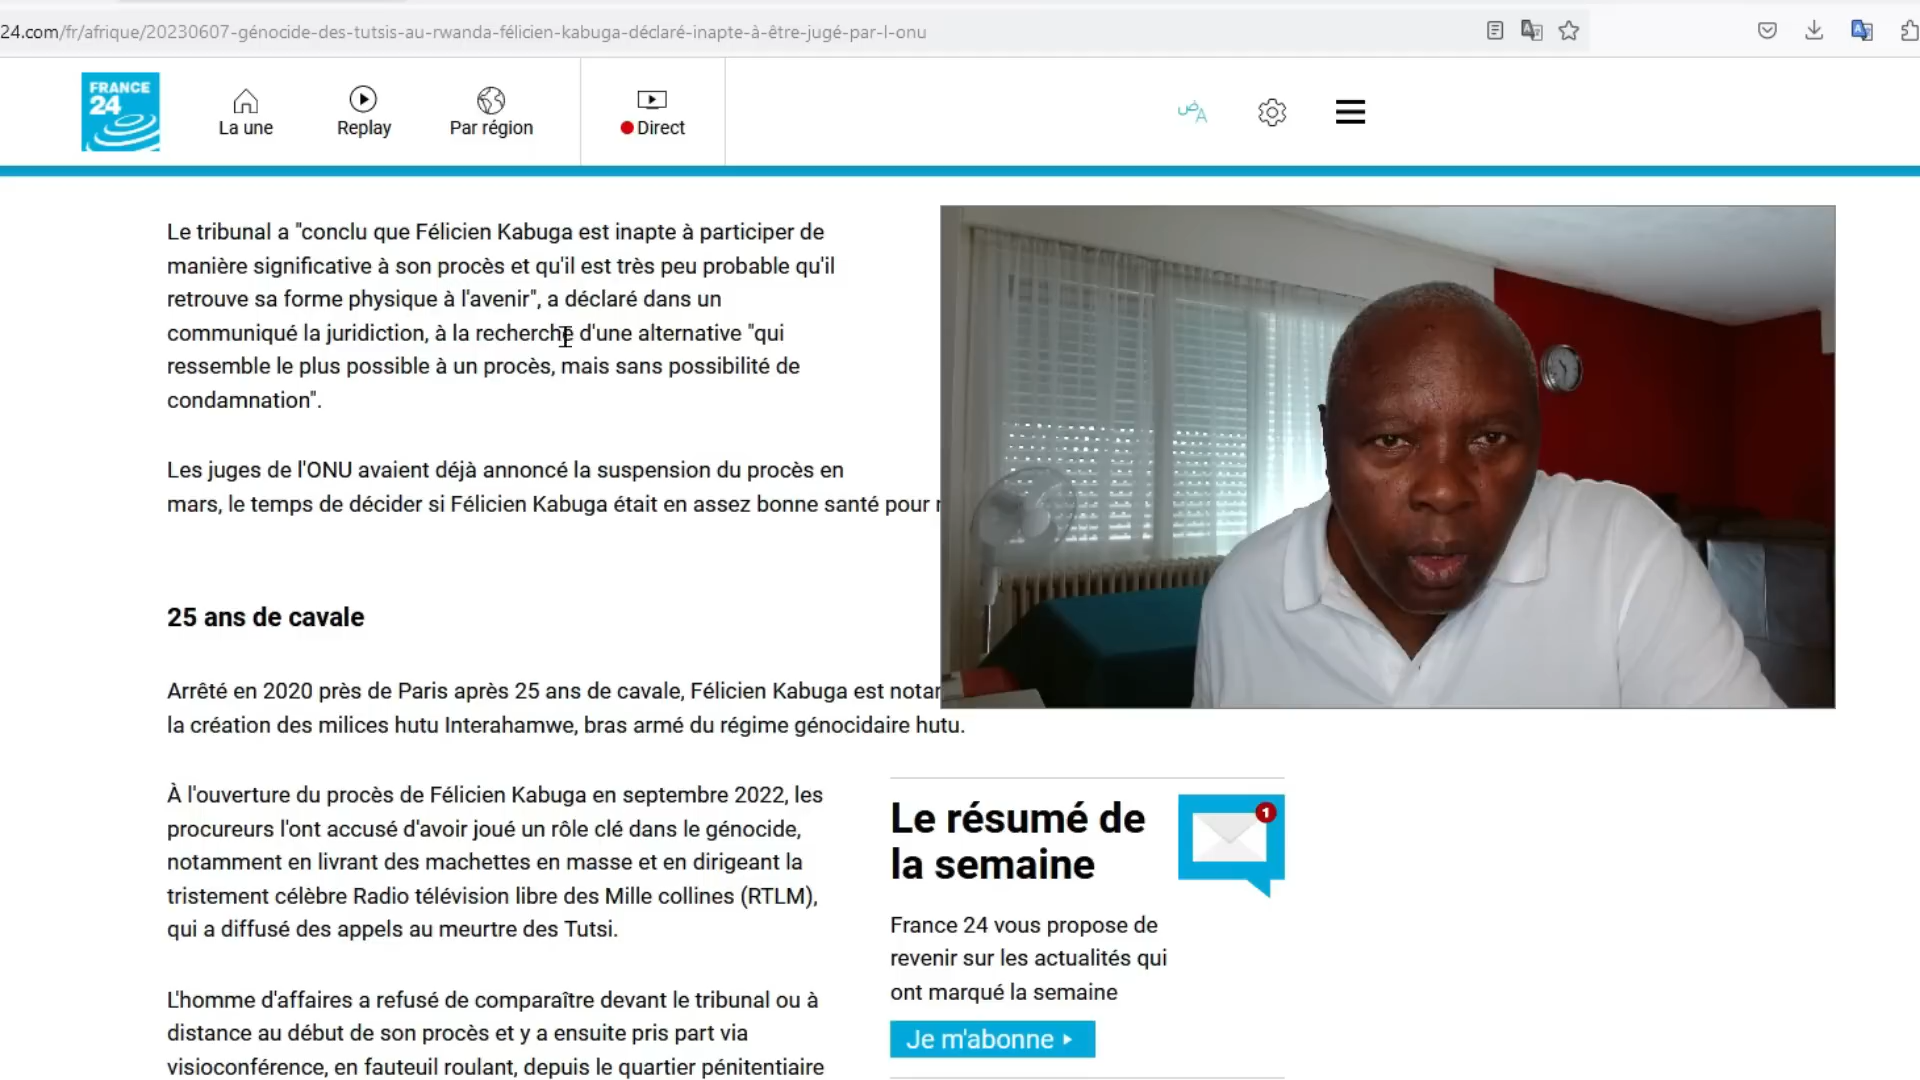 24.com/fr/afrique/20230607-génocide-des-tutsis-au-rwanda-félicien-kabuga-déclaré-inapte-à-être-jugé-par-l-onu
FRANCE
24
La une
Replay
Par région
Direct
ض
A
Le tribunal a "conclu que Félicien Kabuga est inapte à participer de
manière significative à son procès et qu'il est très peu probable qu'il
retrouve sa forme physique à l'avenir", a déclaré dans un
communiqué la juridiction, à la recherche d'une alternative "qui
ressemble le plus possible à un procès, mais sans possibilité de
condamnation".
Les juges de l'ONU avaient déjà annoncé la suspension du procès en
mars, le temps de décider si Félicien Kabuga était en assez bonne santé pour
25 ans de cavale
Arrêté en 2020 près de Paris après 25 ans de cavale, Félicien Kabuga est
la création des milices hutu Interahamwe, bras armé du régime génocidaire hutu.
À l'ouverture du procès de Félicien Kabuga en septembre 2022, les
procureurs l'ont accusé d'avoir joué un rôle clé dans le génocide,
notamment en livrant des machettes en masse et en dirigeant la
tristement célèbre Radio télévision libre des Mille collines (RTLM),
qui a diffusé des appels au meurtre des Tutsi.
L'homme d'affaires a refusé de comparaître devant le tribunal ou à
distance au début de son procès et y a ensuite pris part via
visioconférence, en fauteuil roulant, depuis le quartier pénitentiaire
Le résumé de
la semaine
1
France 24 vous propose de
revenir sur les actualités qui
ont marqué la semaine
Je m'abonne